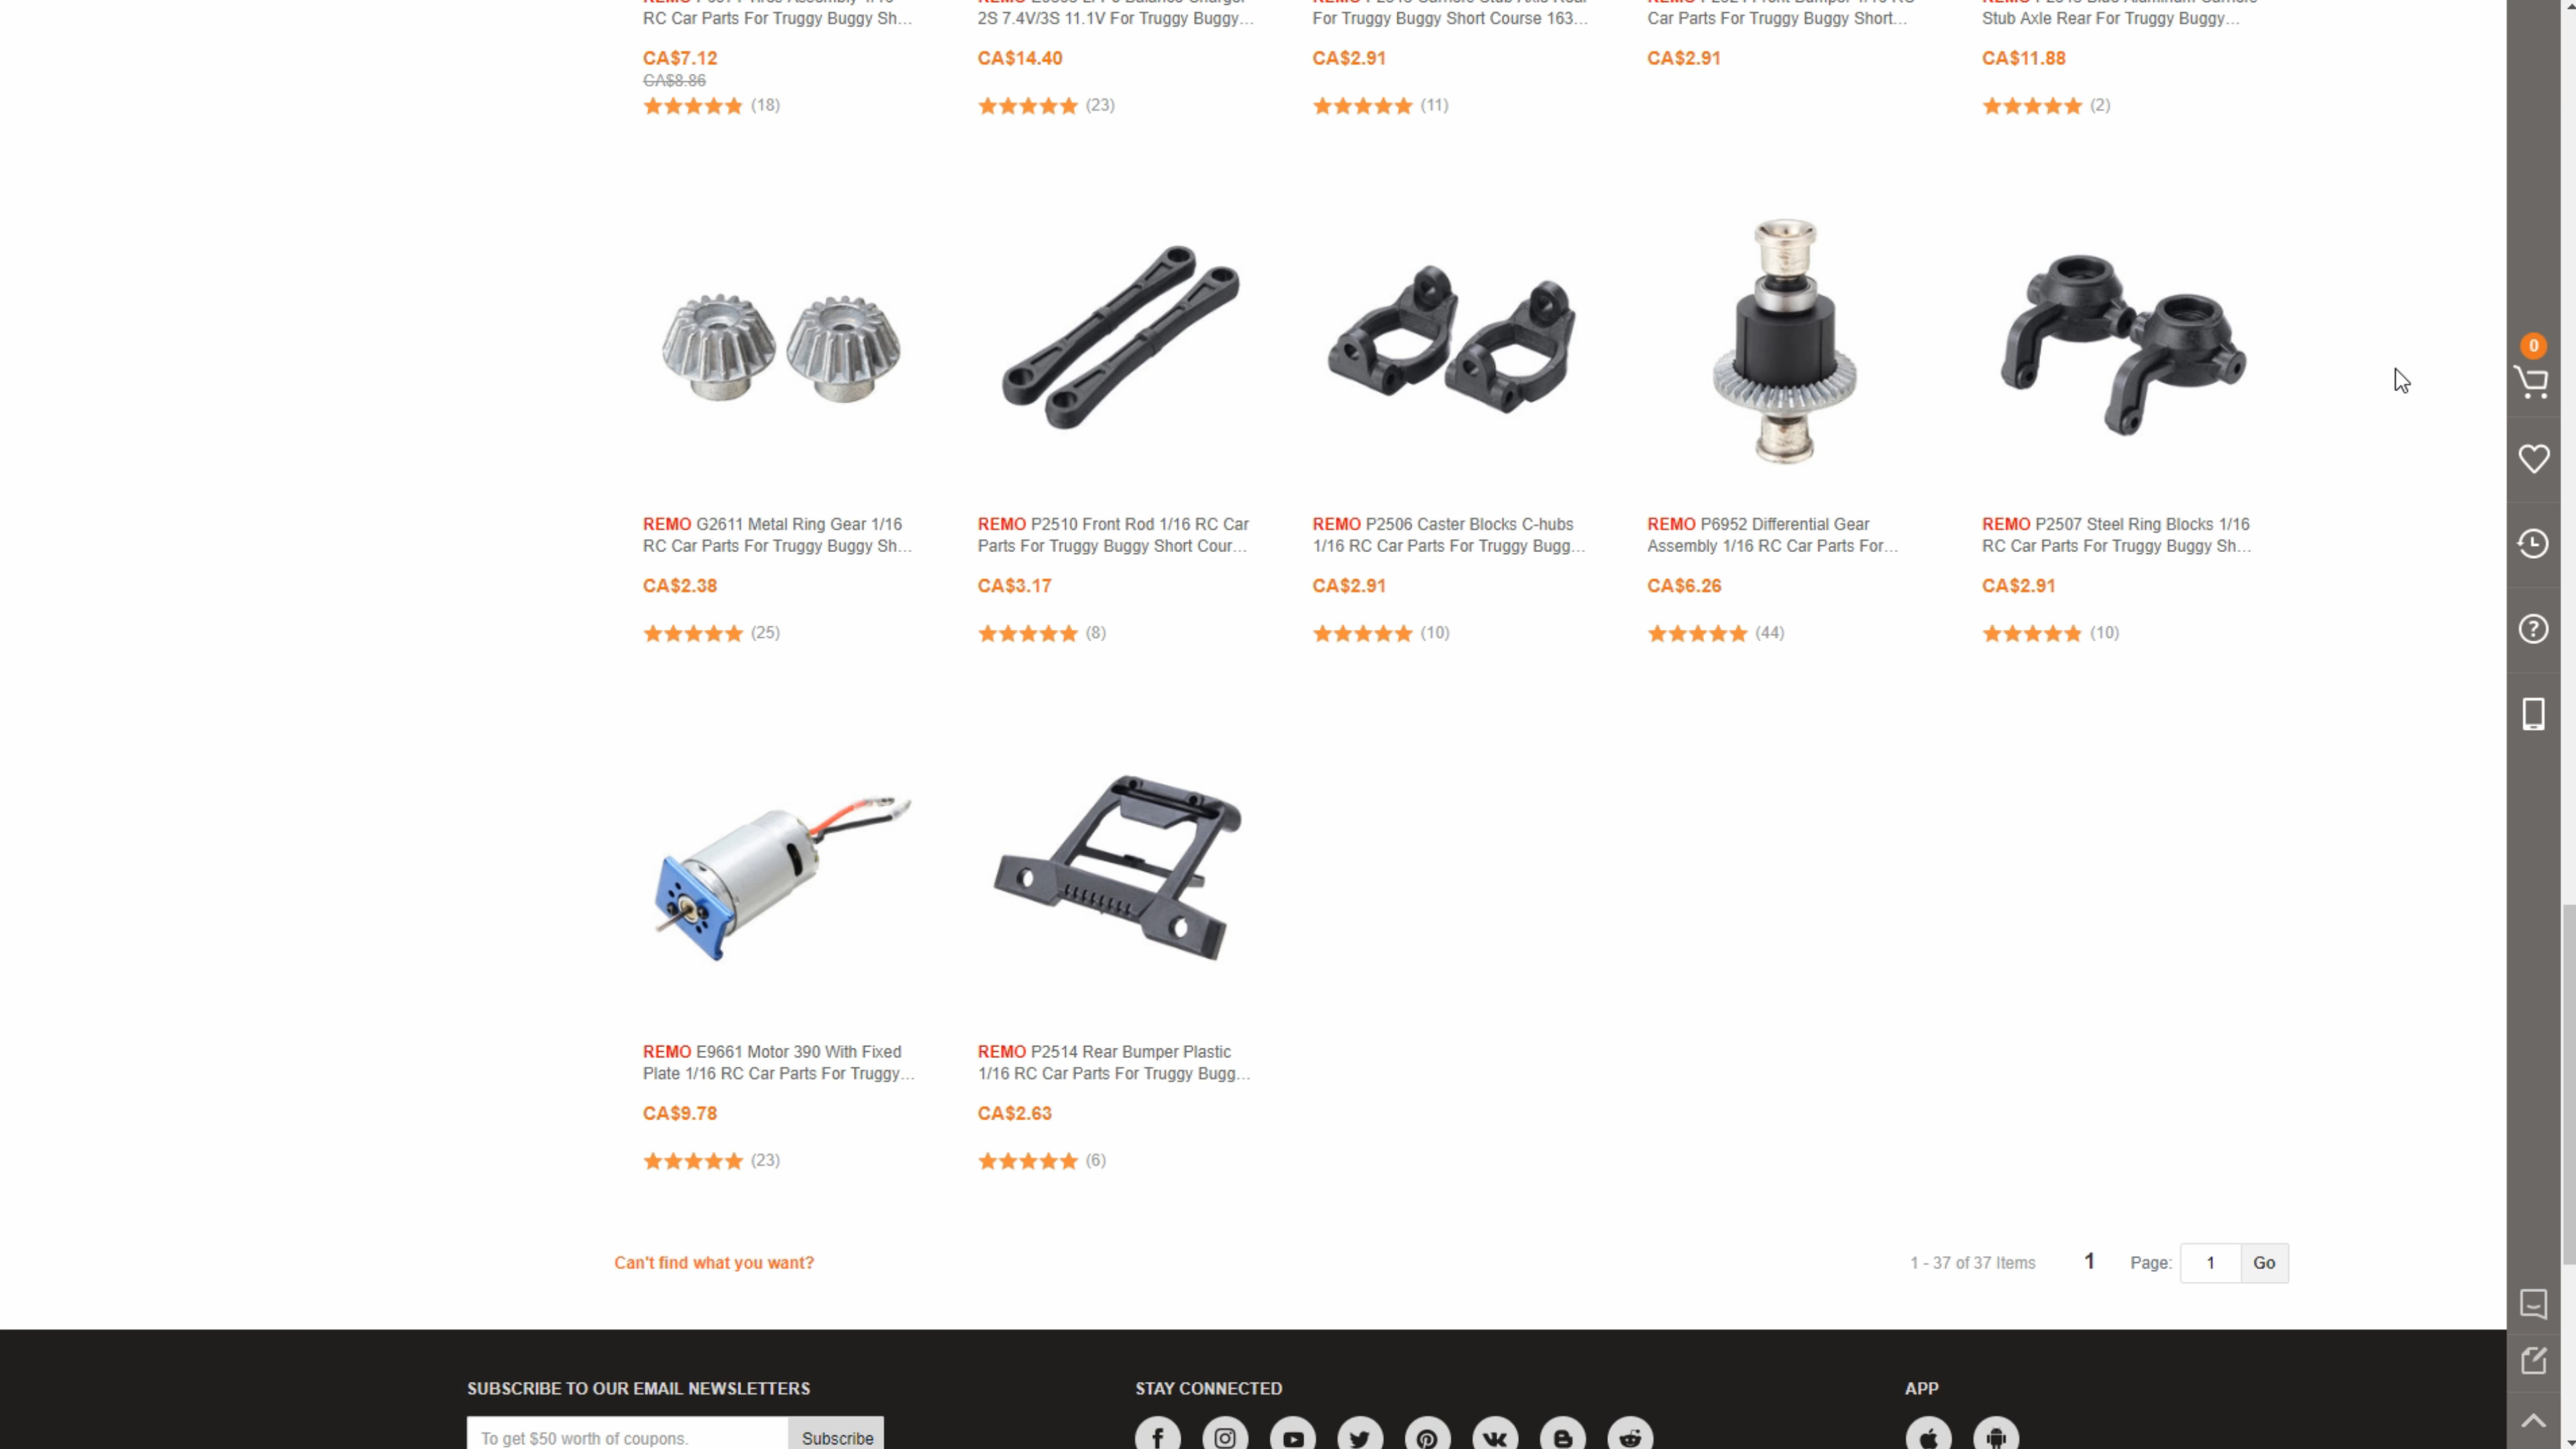 RC Car Parts For Truggy Buggy Sh...
CA$7.12
CA$8.86
(18)
2S 7.4V/3S 11.1V For Truggy Buggy...
CA$14.40
(23)
For Truggy Buggy Short Course 163...
CA$2.91
(11)
Car Parts For Truggy Buggy Short...
CA$2.91
Stub Axle Rear For Truggy Buggy...
CA$11.88
(2)
REMO G2611 Metal Ring Gear 1/16
RC Car Parts For Truggy Buggy Sh...
CA$2.38
(25)
REMO P2510 Front Rod 1/16 RC Car
Parts For Truggy Buggy Short Cour...
CA$3.17
(8)
REMO P2506 Caster Blocks C-hubs
1/16 RC Car Parts For Truggy Bugg...
CA$2.91
(10)
REMO P6952 Differential Gear
Assembly 1/16 RC Car Parts For...
CA$6.26
(44)
REMO P2507 Steel Ring Blocks 1/16
RC Car Parts For Truggy Buggy Sh...
CA$2.91
(10)
REMO E9661 Motor 390 With Fixed
Plate 1/16 RC Car Parts For Truggy...
CA$9.78
(23)
REMO P2514 Rear Bumper Plastic
1/16 RC Car Parts For Truggy Bugg...
CA$2.63
(6)
Can't find what you want?
1 - 37 of 37 Items
1
Page:
1
Go
0
SUBSCRIBE TO OUR EMAIL NEWSLETTERS
To get $50 worth of coupons.
Subscribe
STAY CONNECTED
APP